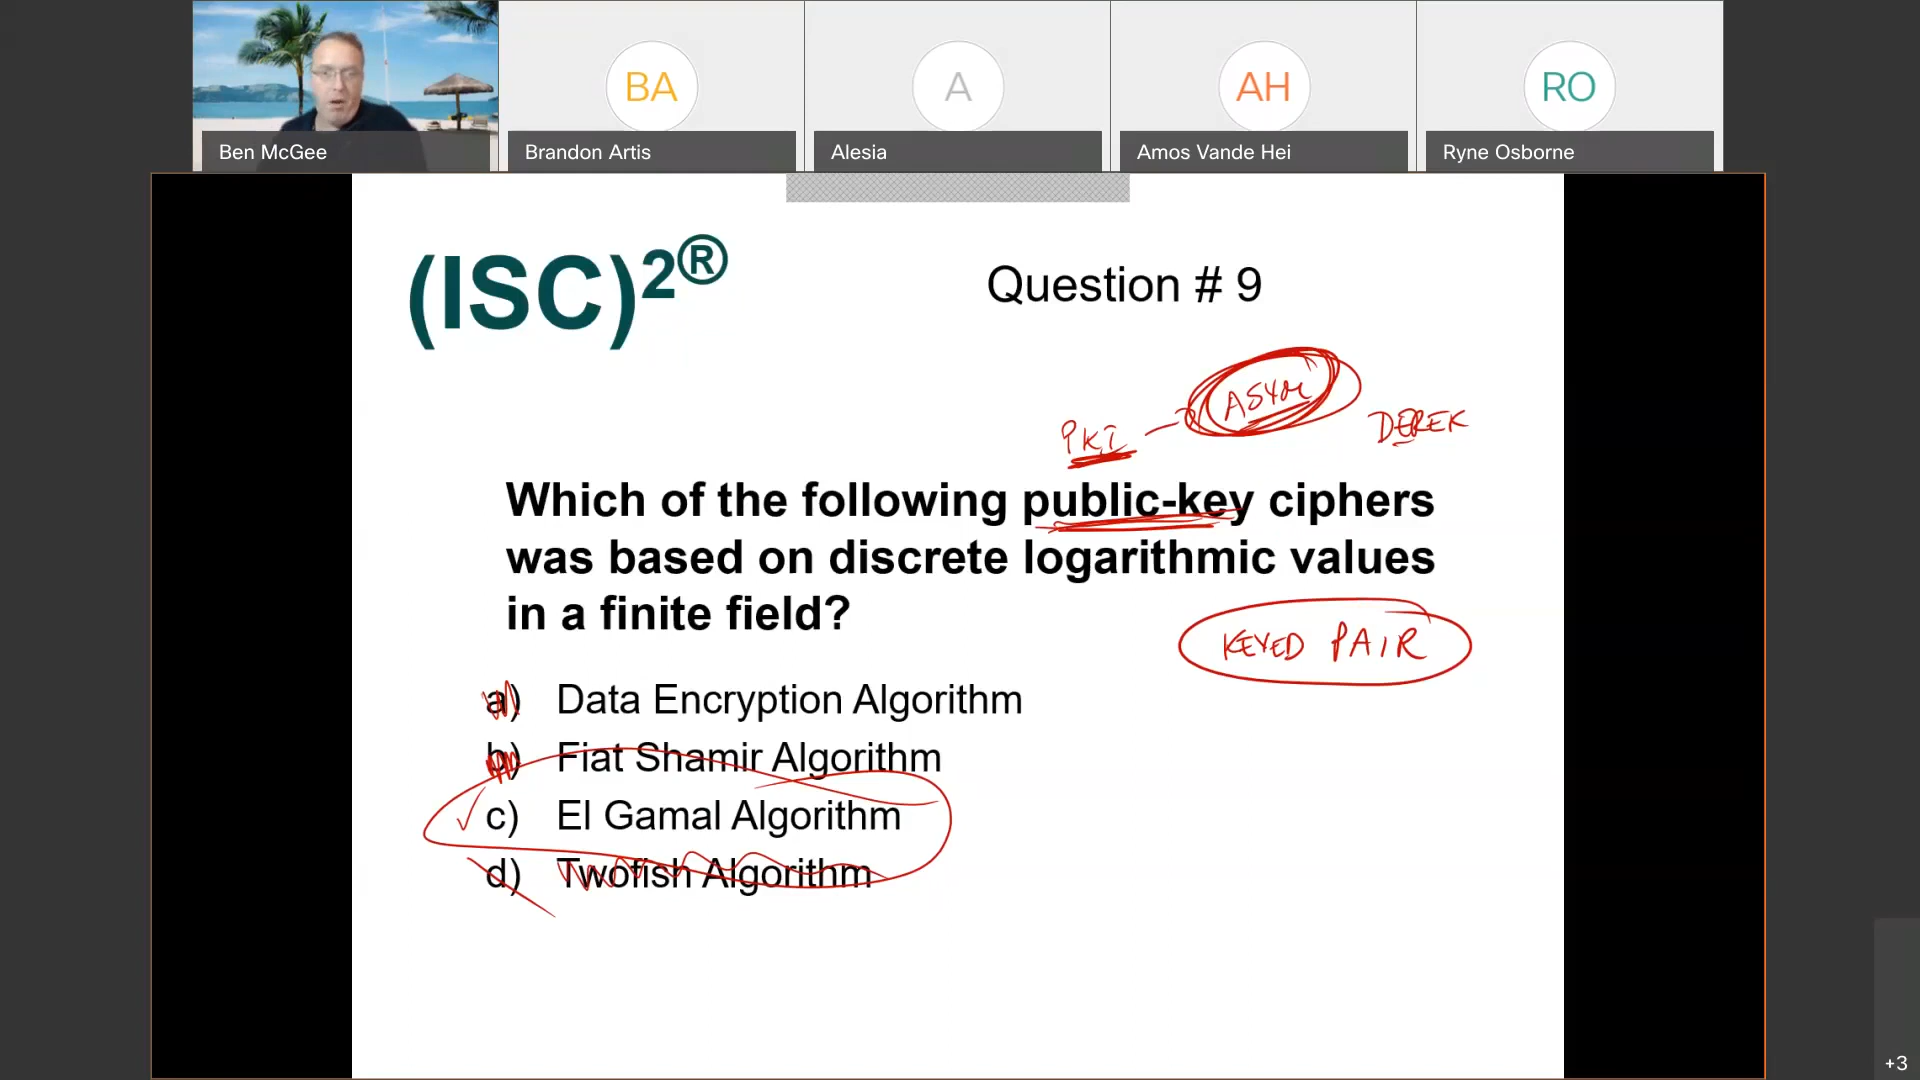 BA
A
AH
RO
Ben McGee
Brandon Artis
Alesia
Amos Vande Hei
Ryne Osborne
(ISC)2®
Question # 9
ASYM
PKI
DEREK
Which of the following public-key ciphers
was based on discrete logarithmic values
in a finite field?
KEYED PAIR
a) Data Encryption Algorithm
b) Fiat Shamir Algorithm
c) El Gamal Algorithm
d) Twofish Algorithm
+3